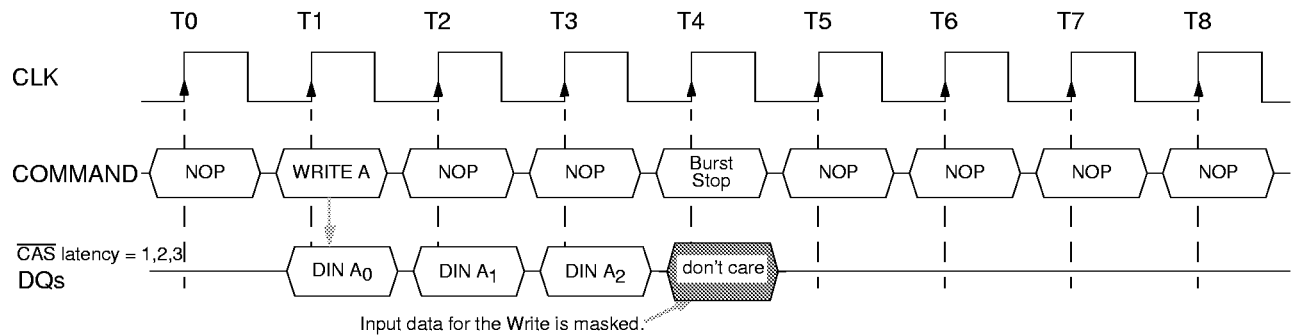 T0 T1 T2 T3 T4 T5 T6 T7 T8
CLK
COMMAND NOP WRITE A NOP NOP Burst Stop NOP NOP NOP NOP
CAS latency = 1,2,3
DQs DIN A0 DIN A1 DIN A2 don't care
Input data for the Write is masked.